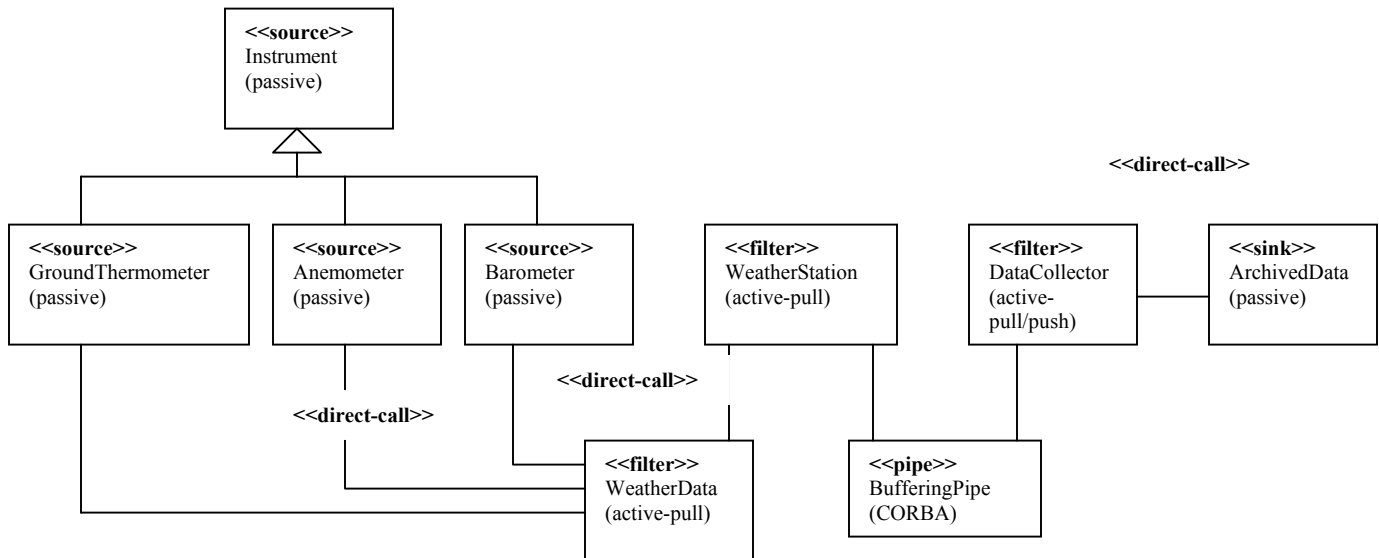 <<source>>
Instrument
(passive)
<<direct-call>>
<<source>>
GroundThermometer
(passive)
<<source>>
Anemometer
(passive)
<<source>>
Barometer
(passive)
<<filter>>
WeatherStation
(active-pull)
<<filter>>
DataCollector
(active-
pull/push)
<<sink>>
ArchivedData
(passive)
<<direct-call>>
<<direct-call>>
<<filter>>
WeatherData
(active-pull)
<<pipe>>
BufferingPipe
(CORBA)